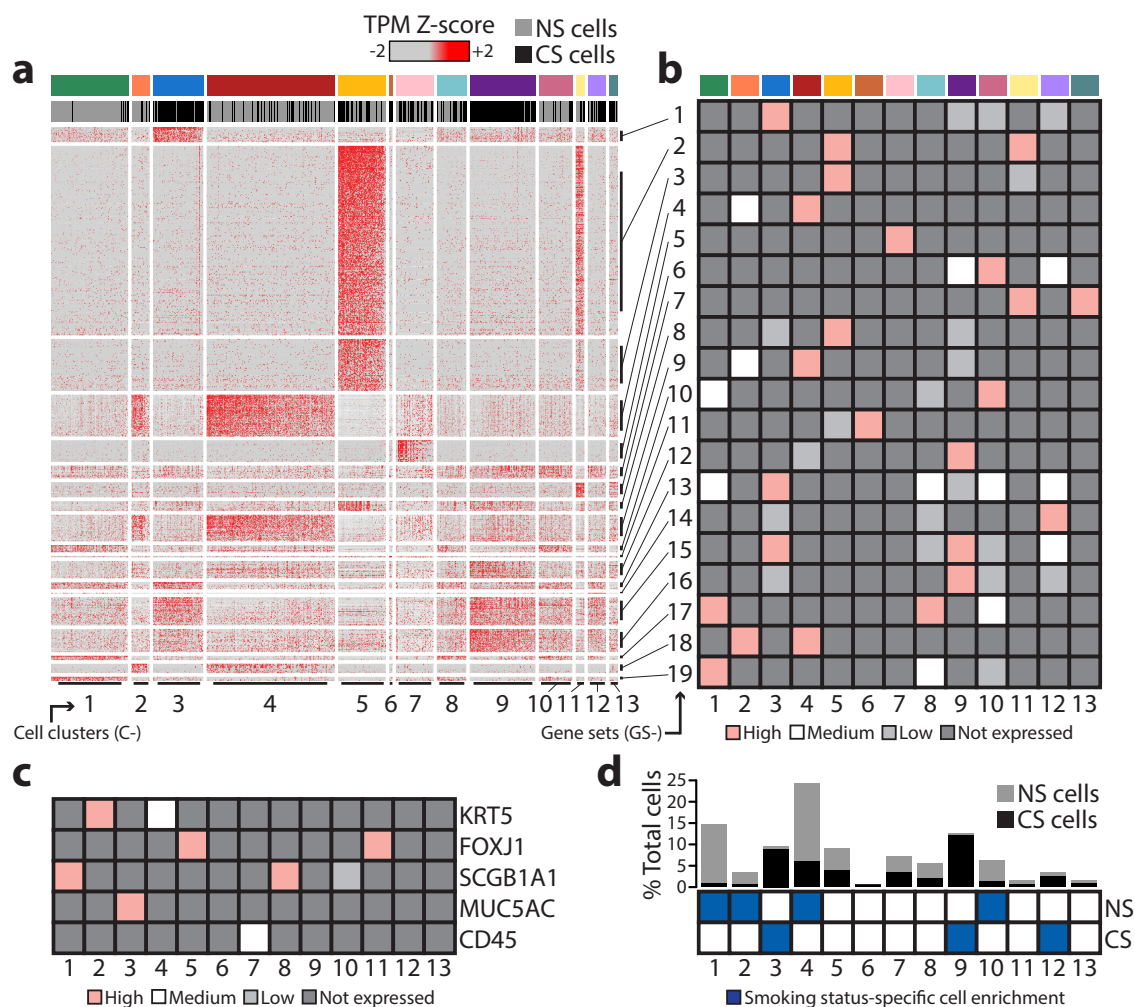 TPM Z-score
-2
+2
NS cells
CS cells
a
b
1
2
3
4
5
6
7
8
9
10
11
12
13
14
15
16
17
18
19
1 2 3 4 5 6 7 8 9 10 11 12 13
Cell clusters (C-)
Gene sets (GS-)
1 2 3 4 5 6 7 8 9 10 11 12 13
High Medium Low Not expressed
c
KRT5
FOXJ1
SCGB1A1
MUC5AC
CD45
1 2 3 4 5 6 7 8 9 10 11 12 13
High Medium Low Not expressed
d
% Total cells
25
20
15
10
5
0
NS cells
CS cells
NS
CS
1 2 3 4 5 6 7 8 9 10 11 12 13
Smoking status-specific cell enrichment